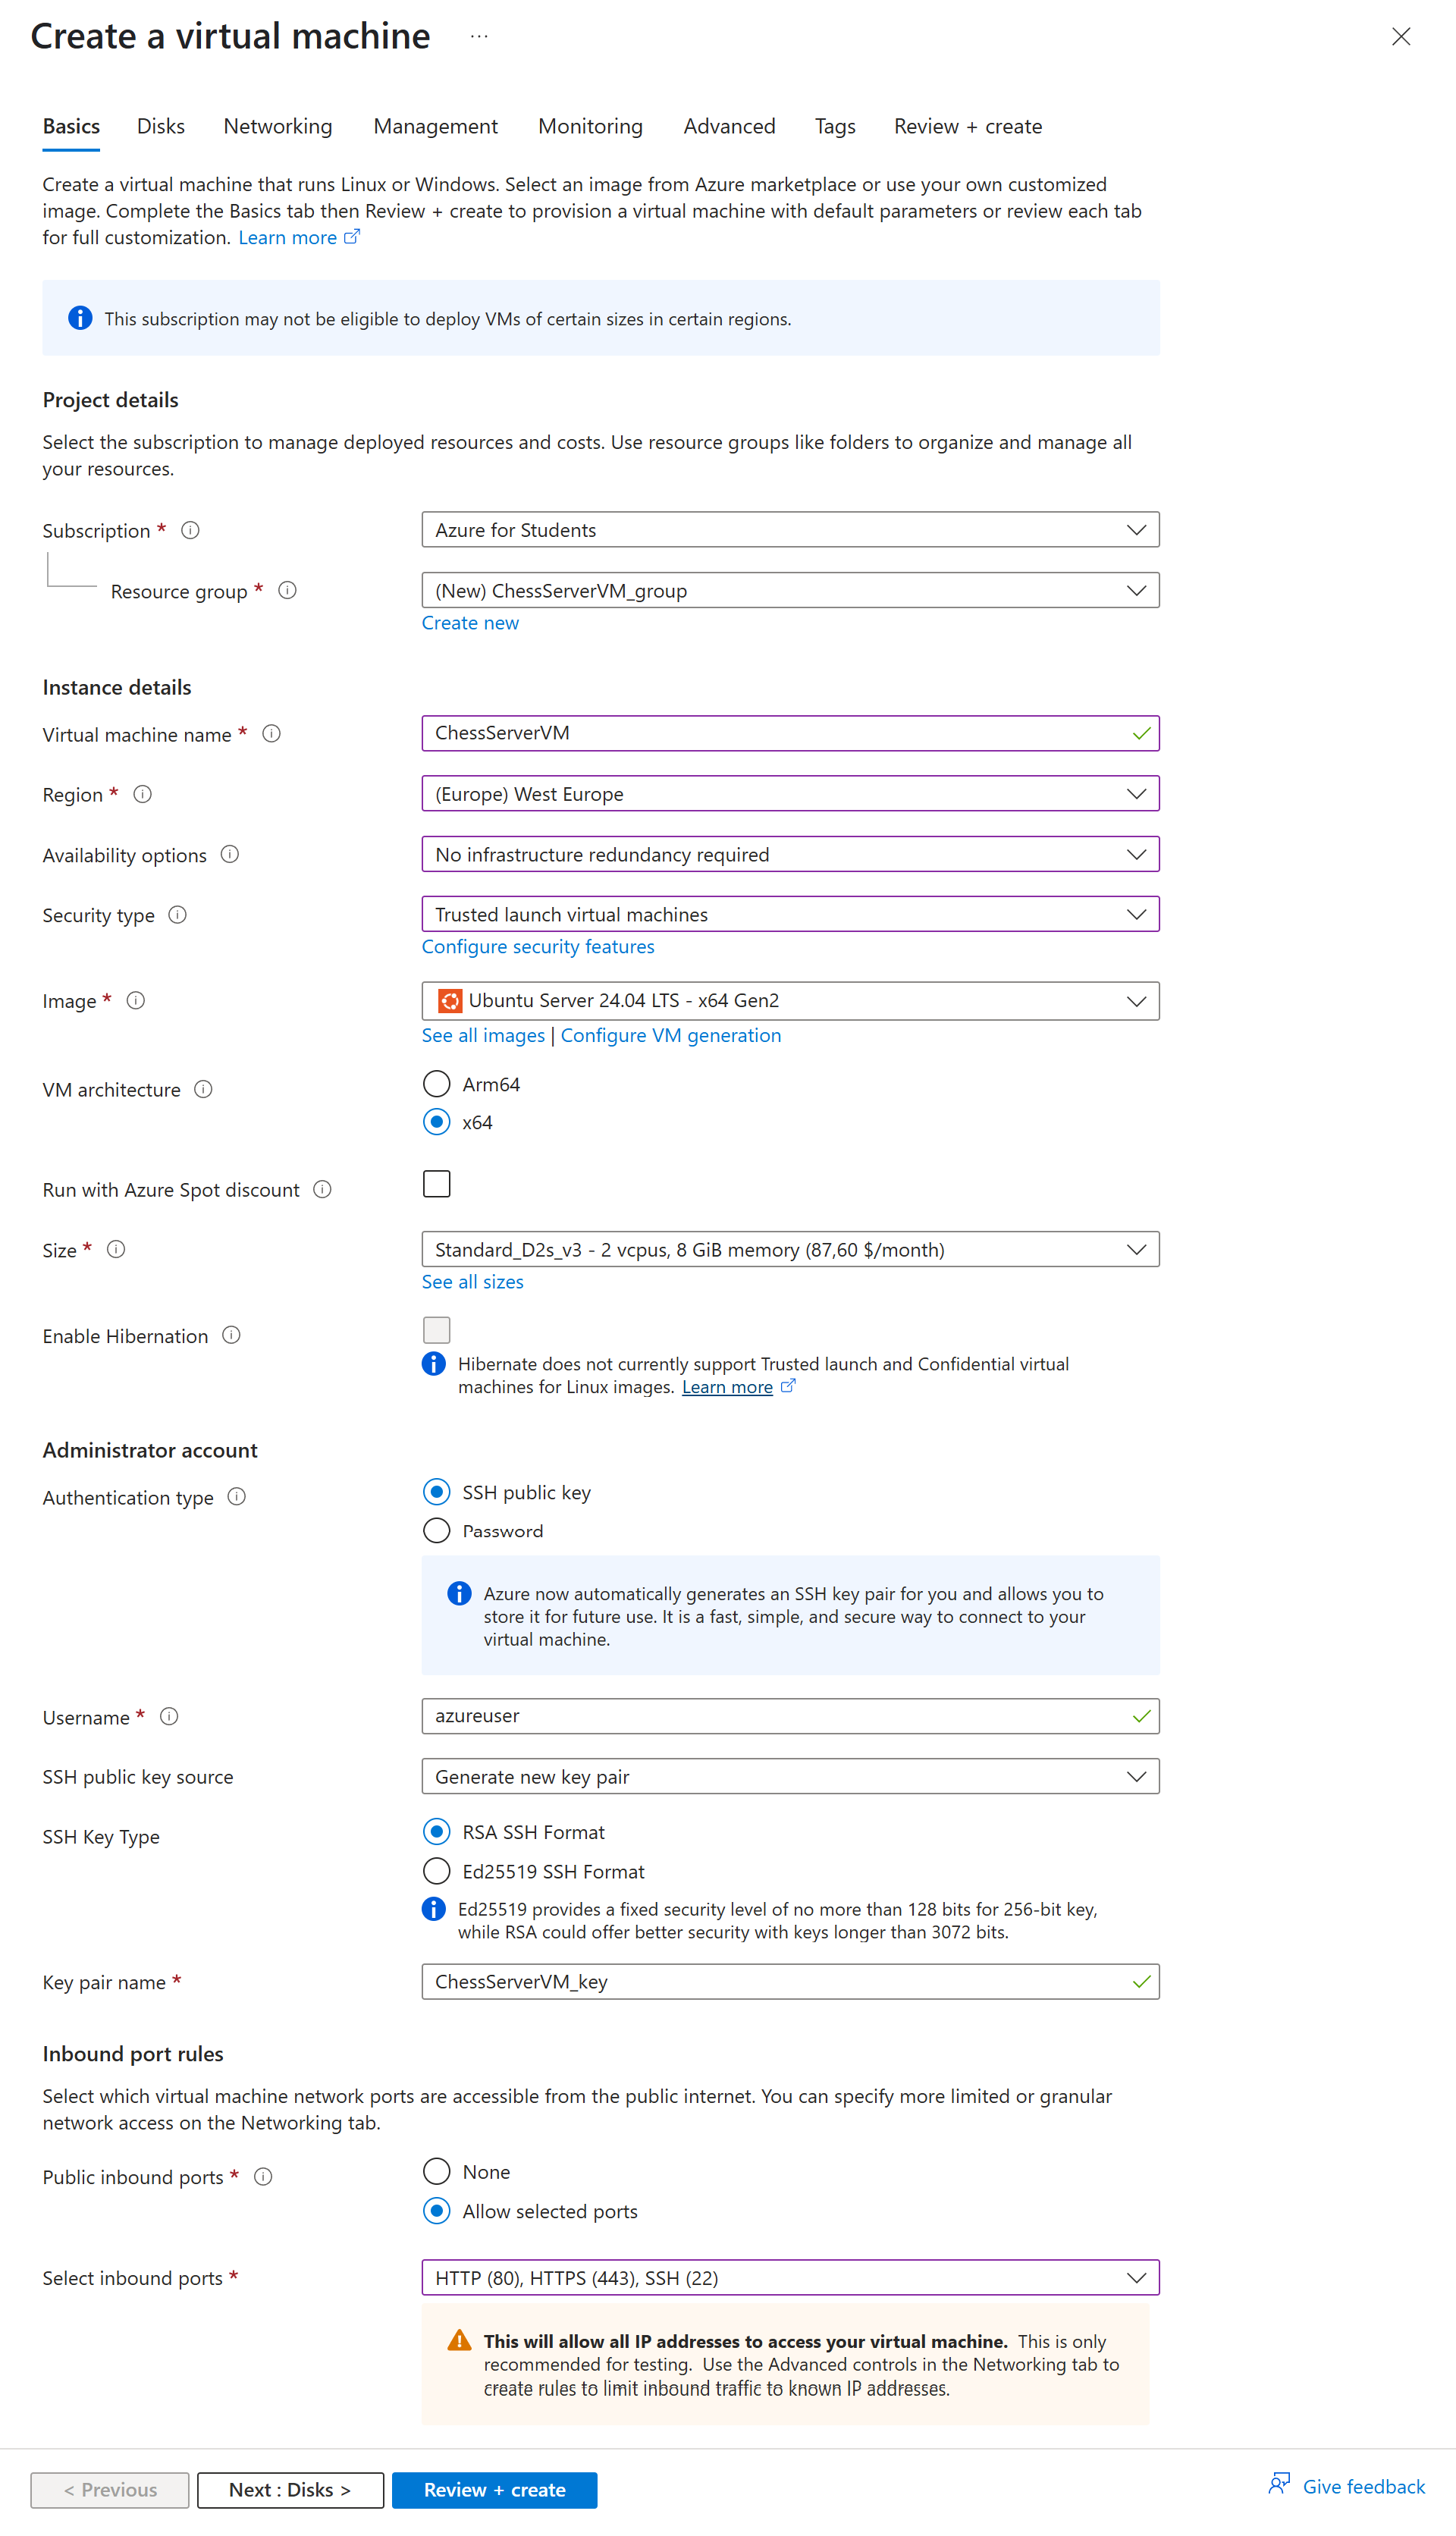 Create a virtual machine ...
Basics Disks Networking Management Monitoring Advanced Tags Review + create
Create a virtual machine that runs Linux or Windows. Select an image from Azure marketplace or use your own customized
image. Complete the Basics tab then Review + create to provision a virtual machine with default parameters or review each tab
for full customization. Learn more
This subscription may not be eligible to deploy VMs of certain sizes in certain regions.
Project details
Select the subscription to manage deployed resources and costs. Use resource groups like folders to organize and manage all
your resources.
Subscription * Azure for Students
Resource group * (New) ChessServerVM_group
Create new
Instance details
Virtual machine name * ChessServerVM
Region * (Europe) West Europe
Availability options No infrastructure redundancy required
Security type Trusted launch virtual machines
Configure security features
Image * Ubuntu Server 24.04 LTS - x64 Gen2
See all images | Configure VM generation
VM architecture
Arm64
x64
Run with Azure Spot discount
Size * Standard_D2s_v3 - 2 vcpus, 8 GiB memory (87,60 $/month)
See all sizes
Enable Hibernation
Hibernate does not currently support Trusted launch and Confidential virtual
machines for Linux images. Learn more
Administrator account
Authentication type
SSH public key
Password
Azure now automatically generates an SSH key pair for you and allows you to
store it for future use. It is a fast, simple, and secure way to connect to your
virtual machine.
Username * azureuser
SSH public key source Generate new key pair
SSH Key Type
RSA SSH Format
Ed25519 SSH Format
Ed25519 provides a fixed security level of no more than 128 bits for 256-bit key,
while RSA could offer better security with keys longer than 3072 bits.
Key pair name * ChessServerVM_key
Inbound port rules
Select which virtual machine network ports are accessible from the public internet. You can specify more limited or granular
network access on the Networking tab.
Public inbound ports *
None
Allow selected ports
Select inbound ports * HTTP (80), HTTPS (443), SSH (22)
This will allow all IP addresses to access your virtual machine. This is only
recommended for testing. Use the Advanced controls in the Networking tab to
create rules to limit inbound traffic to known IP addresses.
< Previous Next : Disks > Review + create Give feedback